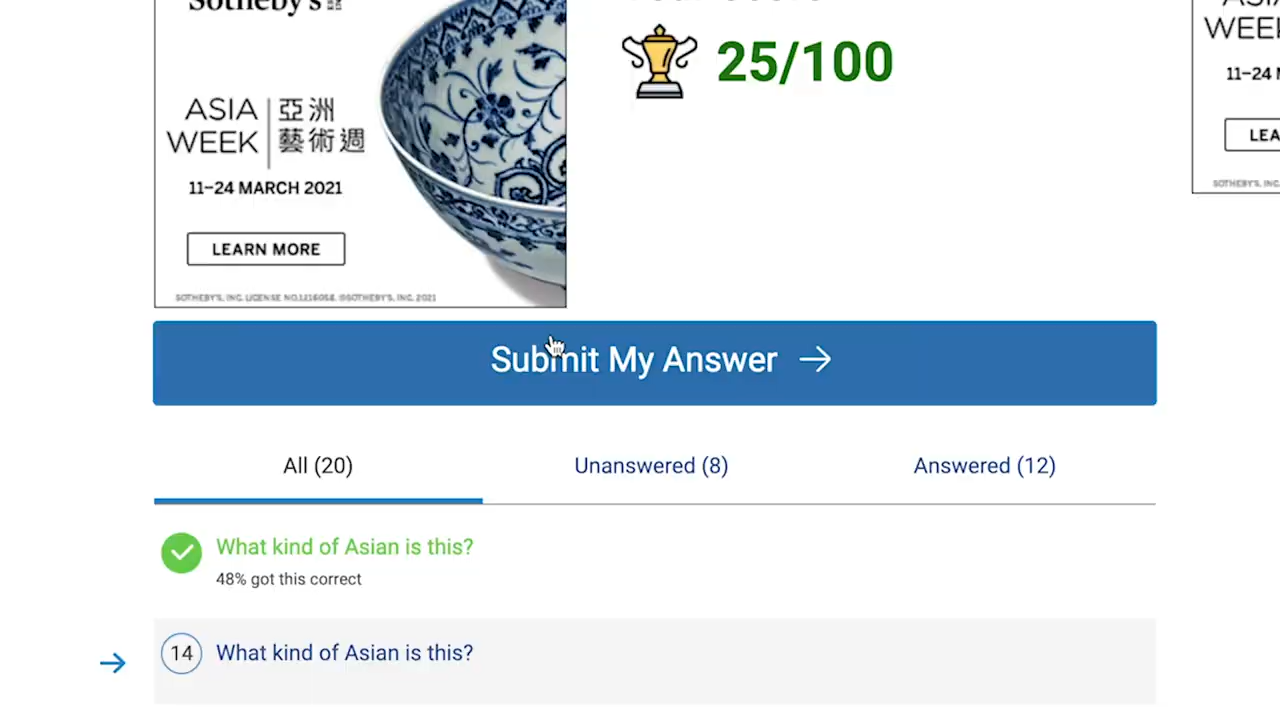 Sotheby's
ASIA
WEEK
亞洲
藝術週
11–24 MARCH 2021
LEARN MORE
SOTHEBY'S, INC. LICENSE NO.1216058. ©SOTHEBY'S, INC. 2021
25/100
WEEK
11–24
SOTHEBY'S, INC.
Submit My Answer
All (20)
Unanswered (8)
Answered (12)
What kind of Asian is this?
48% got this correct
14
What kind of Asian is this?